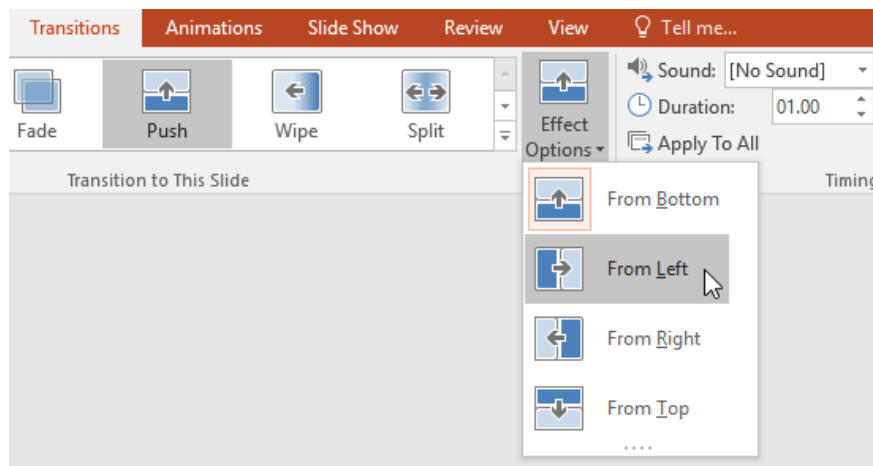 Transitions Animations Slide Show Review View Tell me...
Fade Push Wipe Split
Effect Options
Sound: [No Sound]
Duration: 01.00
Apply To All
Transition to This Slide
Timing
From Bottom
From Left
From Right
From Top